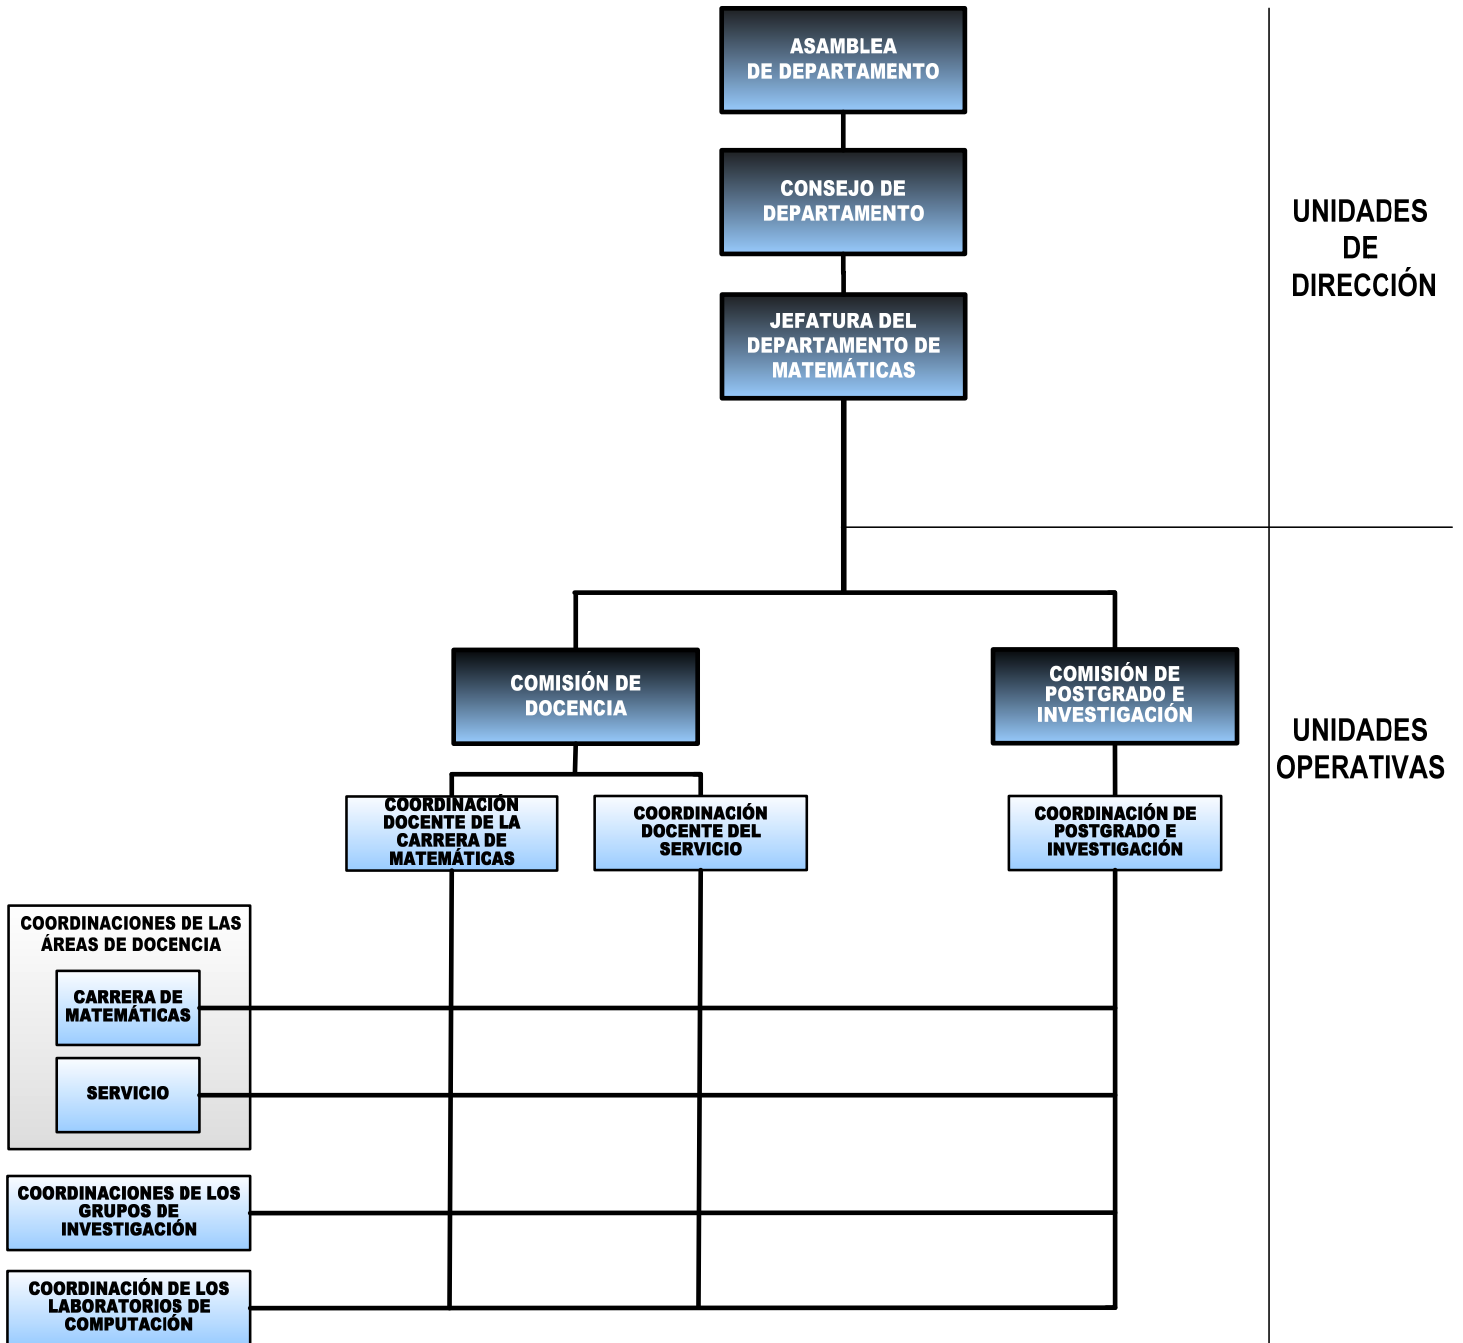 ASAMBLEA
DE DEPARTAMENTO
CONSEJO DE
DEPARTAMENTO
UNIDADES
DE
DIRECCIÓN
JEFATURA DEL
DEPARTAMENTO DE
MATEMÁTICAS
COMISIÓN DE
DOCENCIA
COMISIÓN DE
POSTGRADO E
INVESTIGACIÓN
UNIDADES
OPERATIVAS
COORDINACIÓN
DOCENTE DE LA
CARRERA DE
MATEMÁTICAS
COORDINACIÓN
DOCENTE DEL
SERVICIO
COORDINACIÓN DE
POSTGRADO E
INVESTIGACIÓN
COORDINACIONES DE LAS
ÁREAS DE DOCENCIA
CARRERA DE
MATEMÁTICAS
SERVICIO
COORDINACIONES DE LOS
GRUPOS DE
INVESTIGACIÓN
COORDINACIÓN DE LOS
LABORATORIOS DE
COMPUTACIÓN